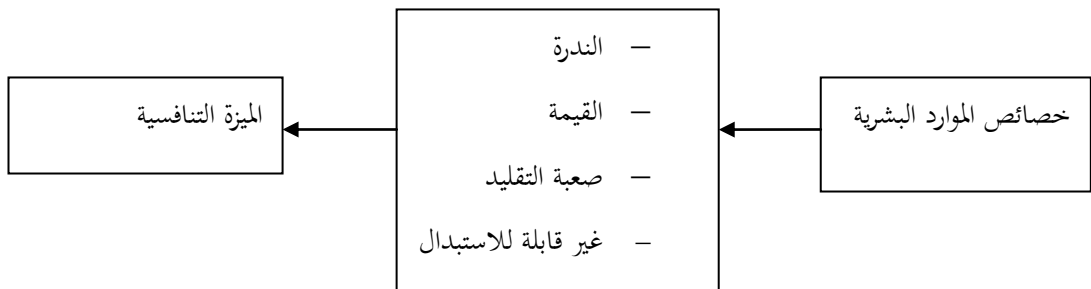 خصائص الموارد البشرية
– الندرة
– القيمة
– صعبة التقليد
– غير قابلة للاستبدال
الميزة التنافسية